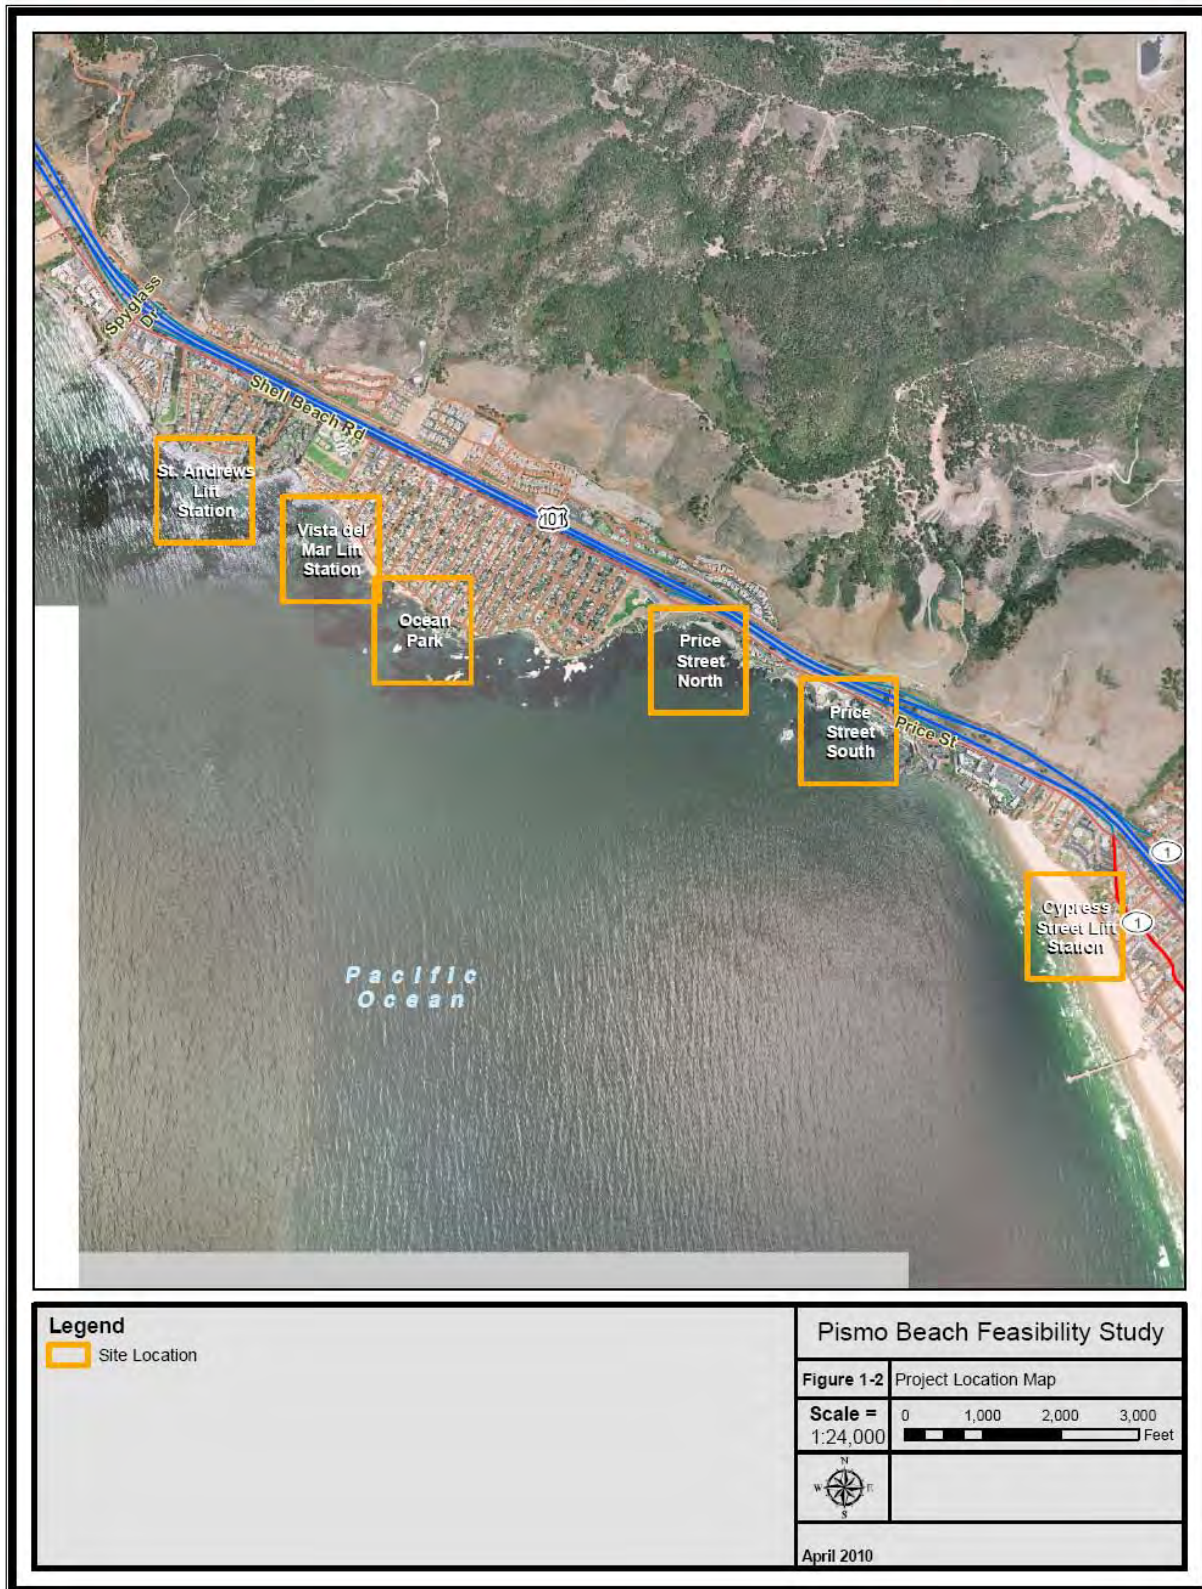 Spyglass
Dr
Shell Beach Rd
St. Andrews
Lift
Station
Vista del
Mar Lift
Station
101
Ocean
Park
Price
Street
North
Price
Street
South
Price St
1
Cypress
Street Lift
Station
1
Pacific
Ocean
Legend
Site Location
Pismo Beach Feasibility Study
Figure 1-2 Project Location Map
Scale =
1:24,000
0 1,000 2,000 3,000
Feet
N
W E
S
April 2010